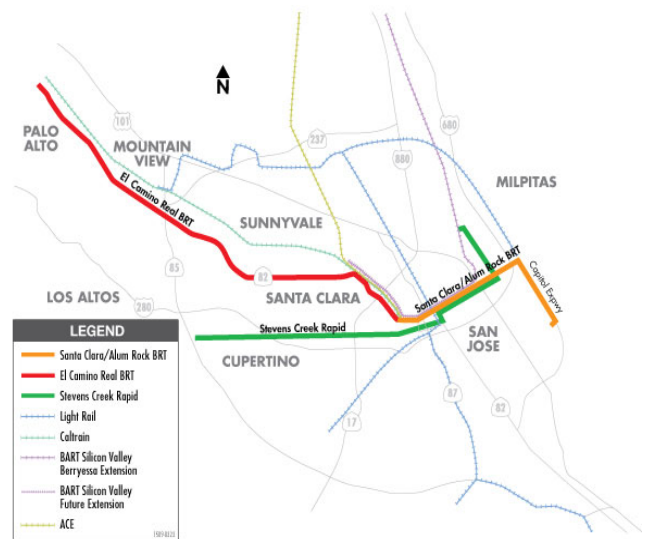 N
PALO
ALTO
101
MOUNTAIN
VIEW
237
880
680
MILPITAS
El Camino Real BRT
SUNNYVALE
85
82
LOS ALTOS
280
SANTA CLARA
Santa Clara/Alum Rock BRT
Capitol Expwy
Stevens Creek Rapid
CUPERTINO
SAN
JOSE
87
82
17
LEGEND
Santa Clara/Alum Rock BRT
El Camino Real BRT
Stevens Creek Rapid
Light Rail
Caltrain
BART Silicon Valley
Berryessa Extension
BART Silicon Valley
Future Extension
ACE